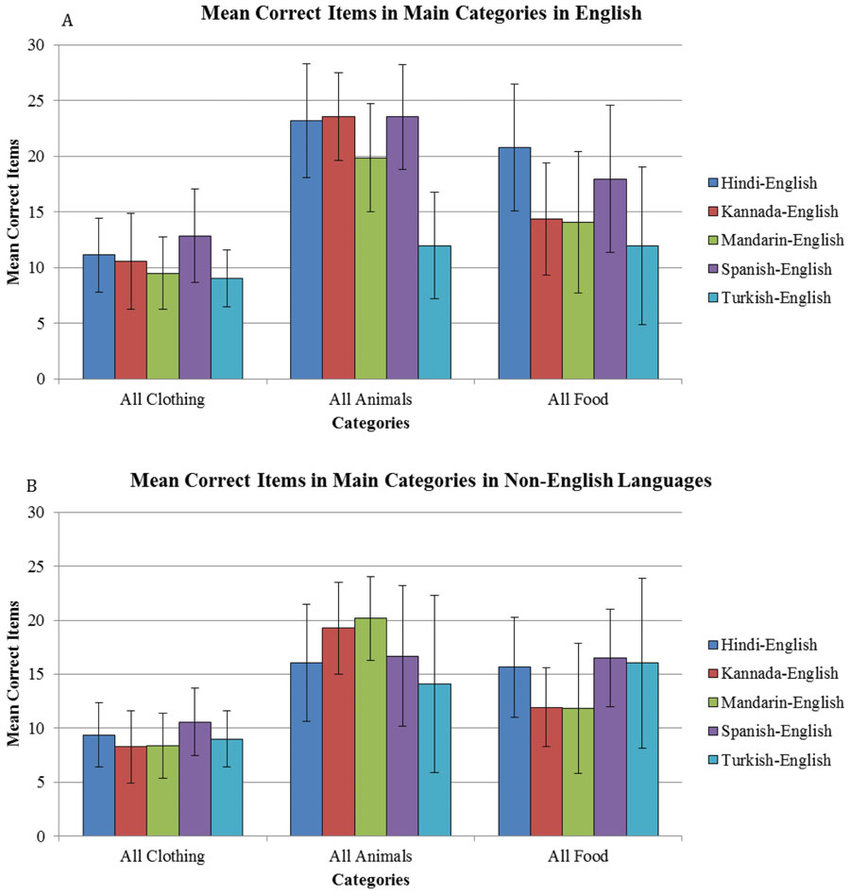 A
Mean Correct Items in Main Categories in English
Mean Correct Items
30
25
20
15
10
5
0
All Clothing All Animals All Food
Categories
Hindi-English
Kannada-English
Mandarin-English
Spanish-English
Turkish-English
B
Mean Correct Items in Main Categories in Non-English Languages
Mean Correct Items
30
25
20
15
10
5
0
All Clothing All Animals All Food
Categories
Hindi-English
Kannada-English
Mandarin-English
Spanish-English
Turkish-English